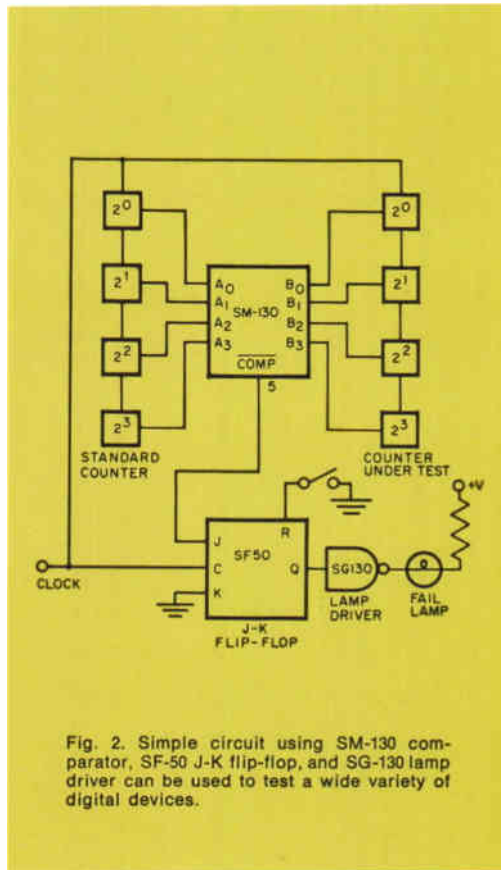 2⁰
2⁰
2¹
A₀
B₀
2¹
A₁
B₁
SM-130
2²
A₂
B₂
2²
A₃
B₃
COMP
2³
5
2³
STANDARD
COUNTER
COUNTER
UNDER TEST
+V
R
J
SF50
C
Q
SG130
K
CLOCK
LAMP
DRIVER
FAIL
LAMP
J-K
FLIP-FLOP
Fig. 2. Simple circuit using SM-130 com-
parator, SF-50 J-K flip-flop, and SG-130 lamp
driver can be used to test a wide variety of
digital devices.